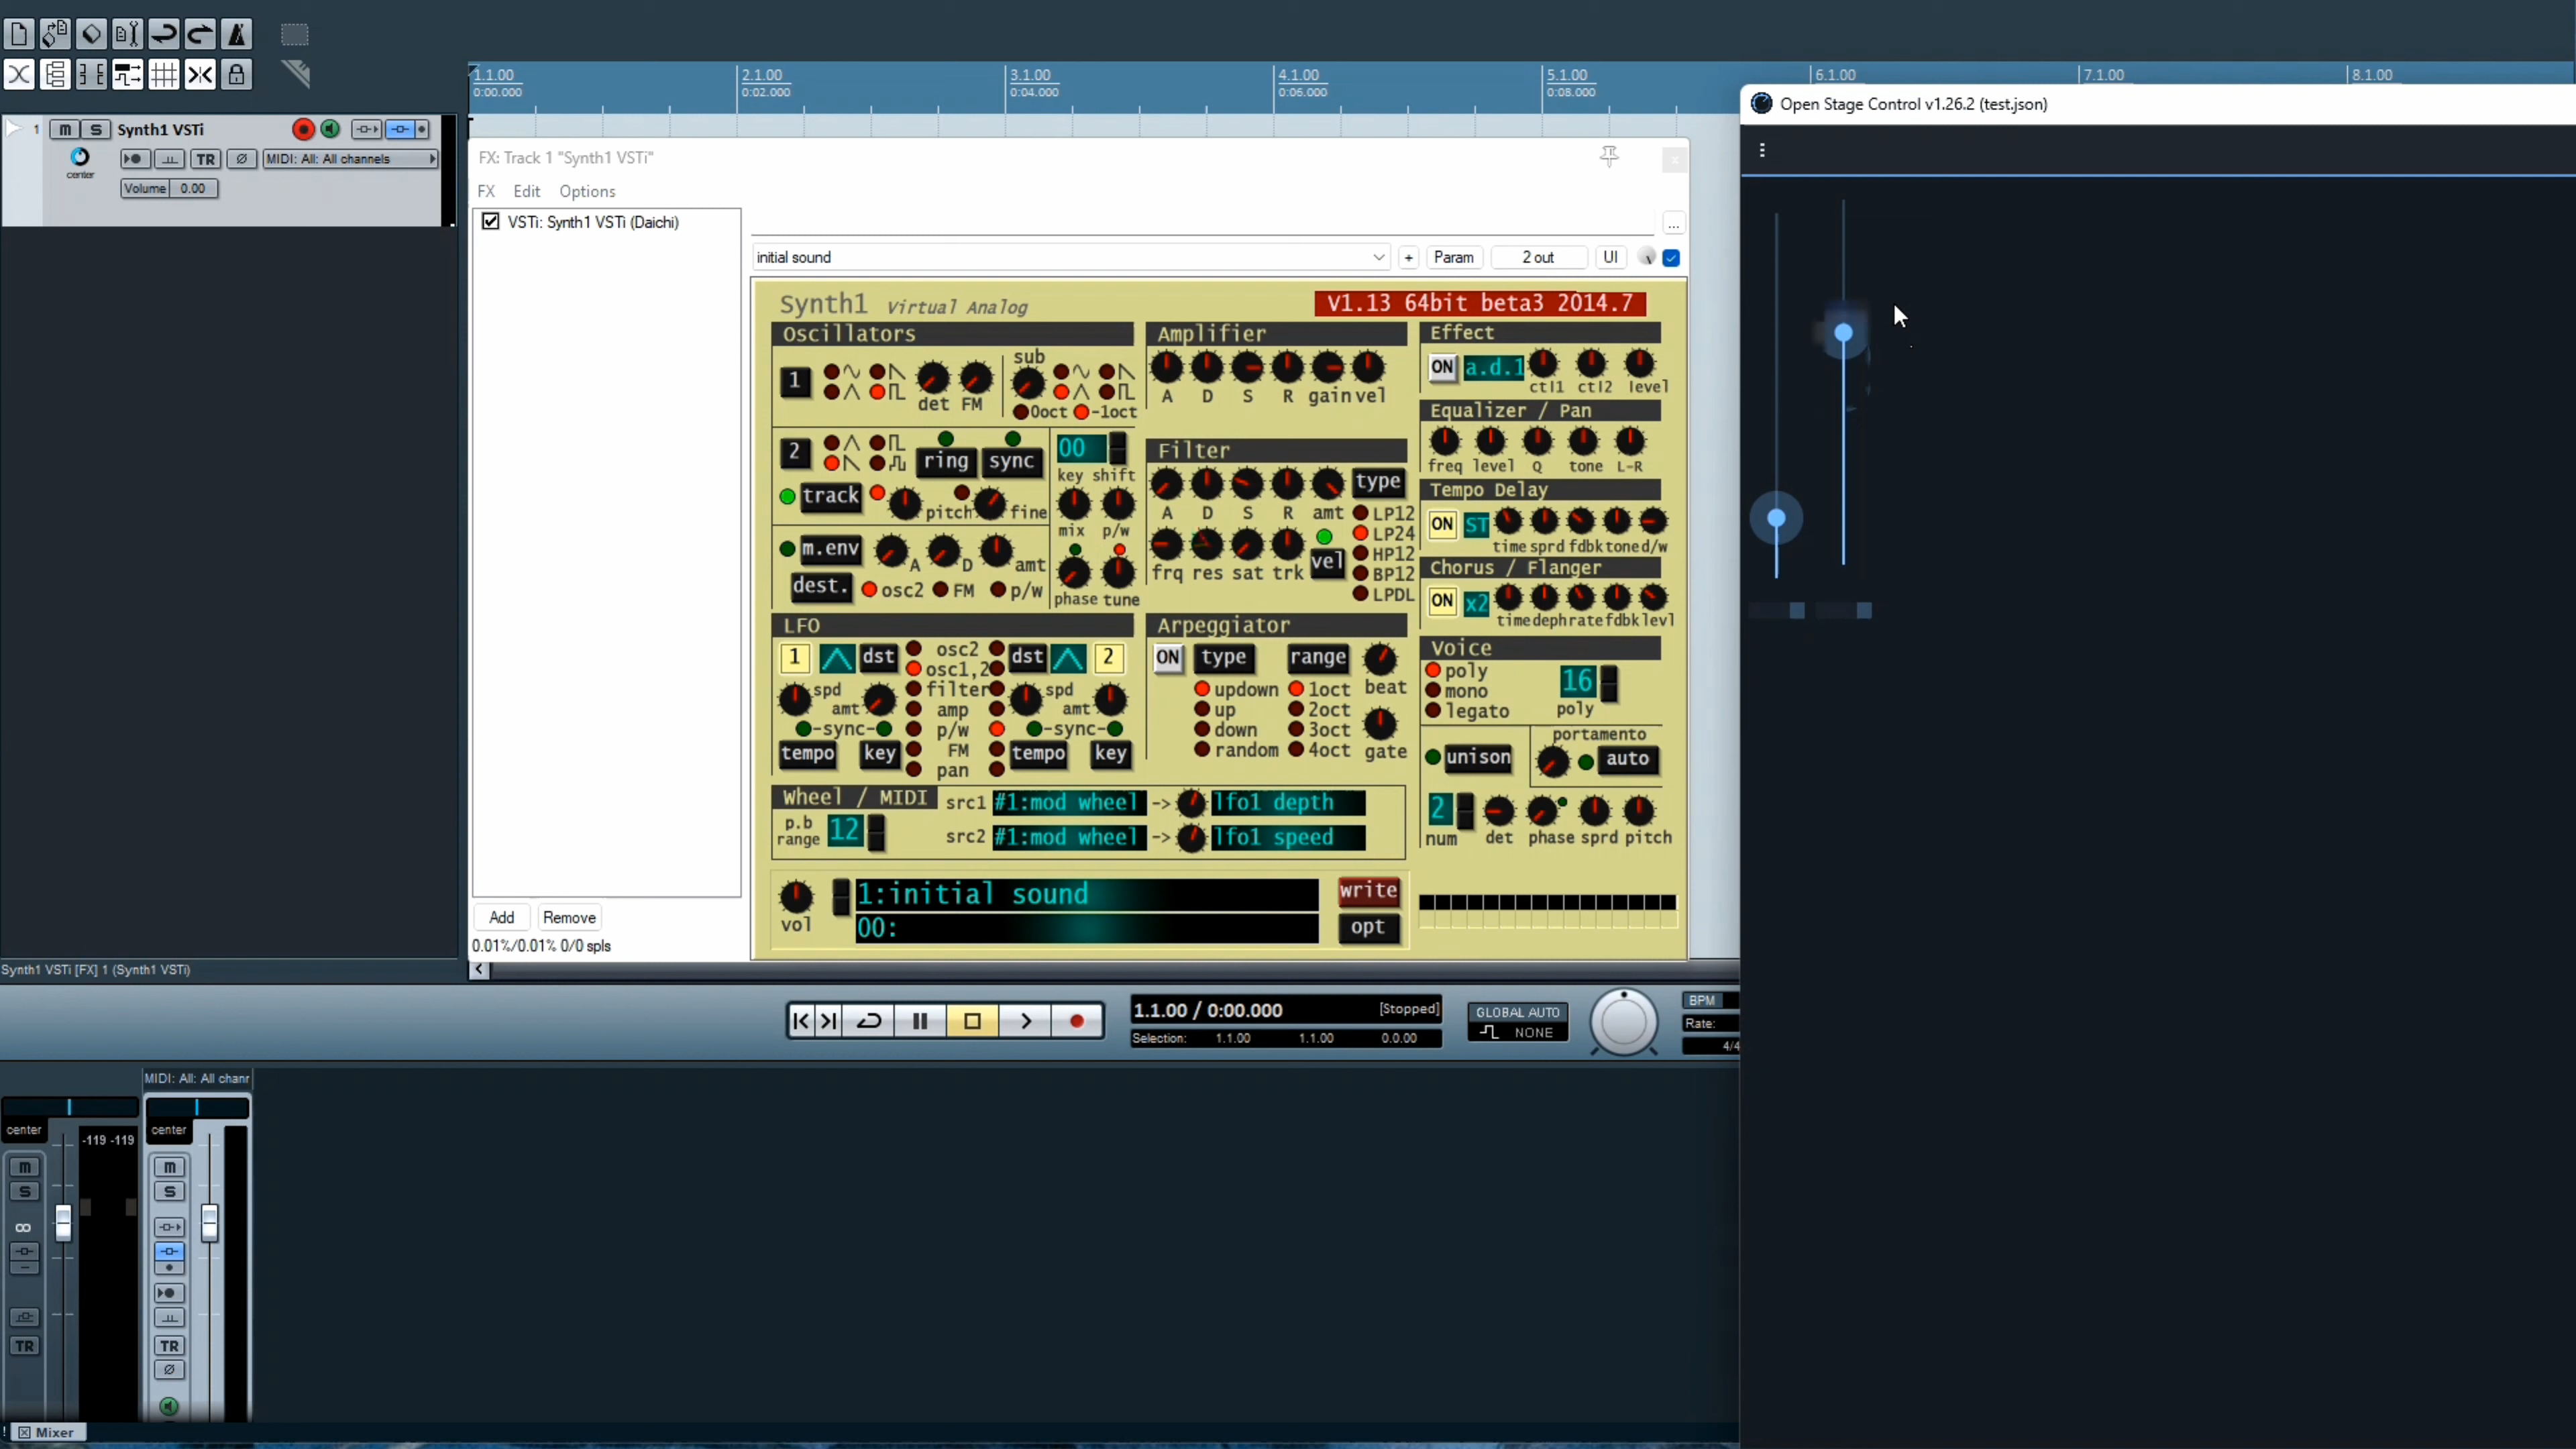 1.1.00
0:00.000
2.1.00
0:02.000
3.1.00
0:04.000
4.1.00
0:06.000
5.1.00
0:08.000
6.1.00
7.1.00
8.1.00
1 M S Synth1 VSTi
center
TR Ø MIDI: All: All channels
Volume 0.00
FX: Track 1 "Synth1 VSTi"
FX Edit Options
VSTi: Synth1 VSTi (Daichi)
...
initial sound
+ Param 2 out UI
Synth1 Virtual Analog
V1.13 64bit beta3 2014.7
Oscillators
1
det FM
sub
0oct -1oct
2
ring sync
track
pitch fine
00
key shift
mix p/w
phase tune
m.env
A D amt
dest. osc2 FM p/w
Amplifier
A D S R gain vel
Filter
A D S R amt
type
frq res sat trk vel
LP12
LP24
HP12
BP12
LPDL
Effect
ON a.d.1
ctl1 ctl2 level
Equalizer / Pan
freq level Q tone L-R
Tempo Delay
ON ST
time sprd fdbk tone d/w
Chorus / Flanger
ON x2
time deph rate fdbk levl
LFO
1 dst
osc2
osc1,2
filter
amp
p/w
FM
pan
dst 2
spd amt
spd amt
-sync-
-sync-
tempo key
tempo key
Arpeggiator
ON type range
beat
updown
up
down
random
1oct
2oct
3oct
4oct
gate
Voice
poly
mono
legato
16
poly
portamento
unison
auto
2
num det phase sprd pitch
Wheel / MIDI
p.b
range 12
src1 #1:mod wheel -> lfo1 depth
src2 #1:mod wheel -> lfo1 speed
vol
1:initial sound
00:
write
opt
Add Remove
0.01%/0.01% 0/0 spls
Synth1 VSTi [FX] 1 (Synth1 VSTi)
Open Stage Control v1.26.2 (test.json)
1.1.00 / 0:00.000 [Stopped]
Selection: 1.1.00 1.1.00 0.0.00
GLOBAL AUTO
NONE
BPM
Rate:
4/4
MIDI: All: All chanr
center
center
-119 -119
M
S
TR
M
S
TR
Ø
! Mixer